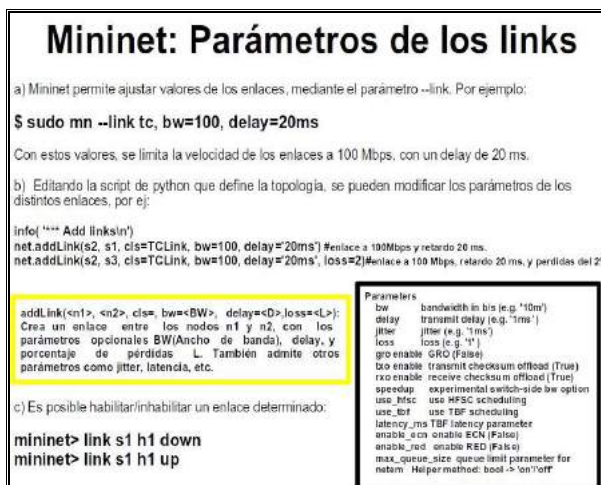 Mininet: Parámetros de los links
a) Mininet permite ajustar valores de los enlaces, mediante el parámetro --link. Por ejemplo:
$ sudo mn --link tc, bw=100, delay=20ms
Con estos valores, se limita la velocidad de los enlaces a 100 Mbps, con un delay de 20 ms.
b) Editando la script de python que define la topología, se pueden modificar los parámetros de los
distintos enlaces, por ej:
info( '*** Add links\n')
net.addLink(s2, s1, cls=TCLink, bw=100, delay='20ms') #enlace a 100Mbps y retardo 20 ms.
net.addLink(s2, s3, cls=TCLink, bw=100, delay='20ms', loss=2)#enlace a 100 Mbps, retardo 20 ms, y perdidas del 2%
addLink(<n1>, <n2>, cls=, bw=<BW>, delay=<D>,loss=<L>):
Crea un enlace entre los nodos n1 y n2, con los
parámetros opcionales BW(Ancho de banda), delay, y
porcentaje de pérdidas L. También admite otros
parámetros como jitter, latencia, etc.
Parameters
bw bandwidth in b/s (e.g. '10m')
delay transmit delay (e.g. '1ms')
jitter jitter (e.g. '1ms')
loss loss (e.g. '1')
gro enable GRO (False)
txo enable transmit checksum offload (True)
rxo enable receive checksum offload (True)
speedup experimental switch-side bw option
use_hfsc use HFSC scheduling
use_tbf use TBF scheduling
latency_ms TBF latency parameter
enable_ecn enable ECN (False)
enable_red enable RED (False)
max_queue_size queue limit parameter for
netem Helper method: bool -> 'on'/'off'
c) Es posible habilitar/inhabilitar un enlace determinado:
mininet> link s1 h1 down
mininet> link s1 h1 up